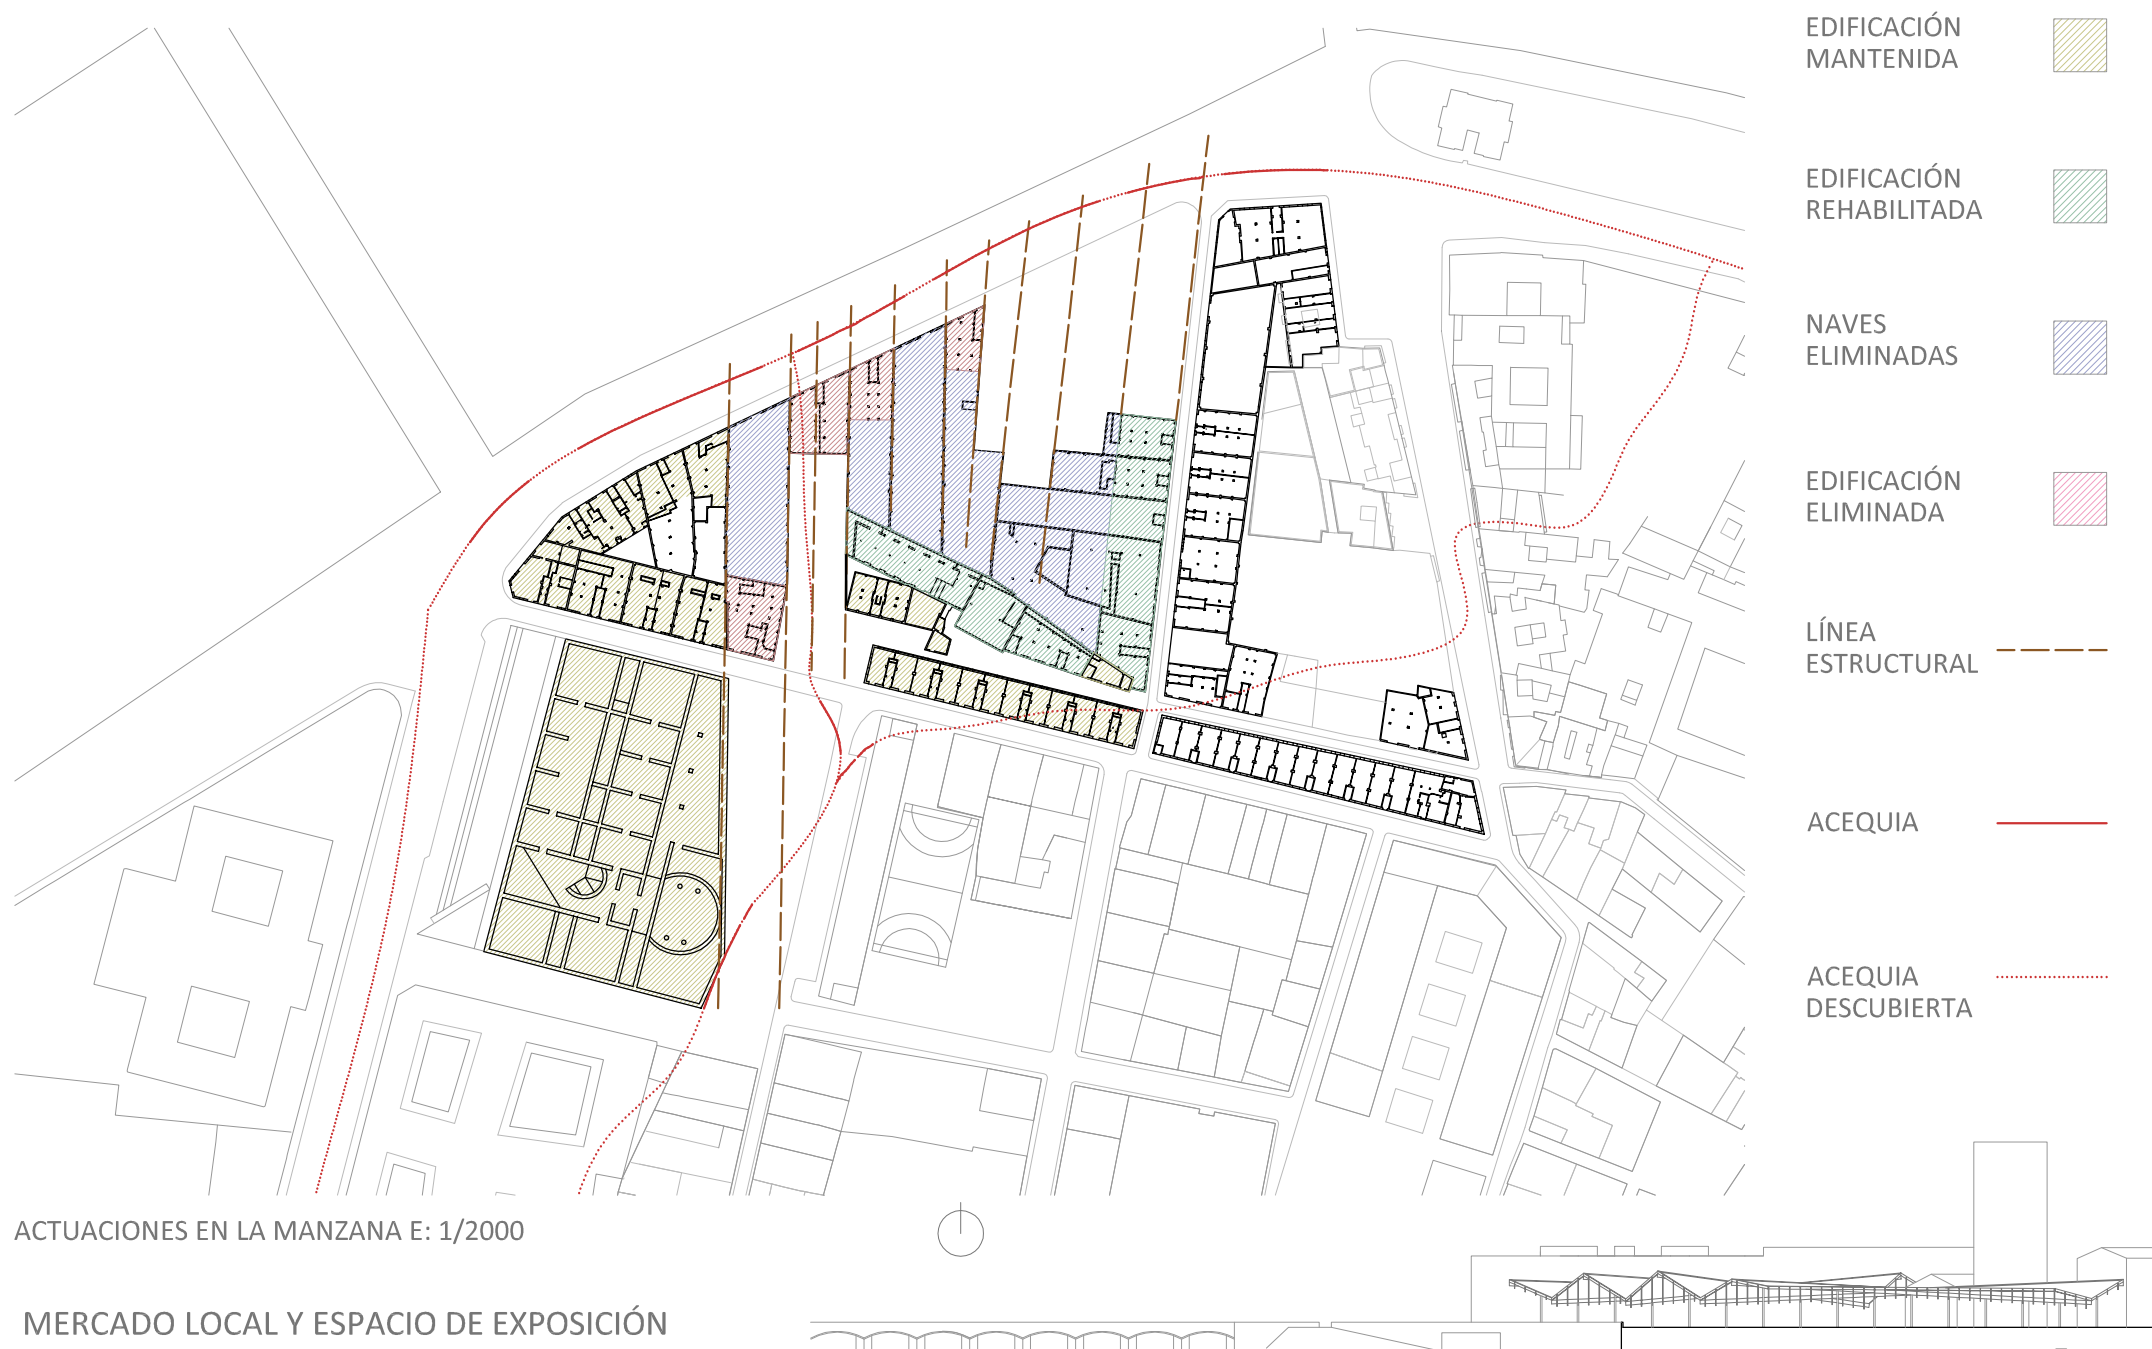 EDIFICACIÓN
MANTENIDA
EDIFICACIÓN
REHABILITADA
NAVES
ELIMINADAS
EDIFICACIÓN
ELIMINADA
LÍNEA
ESTRUCTURAL
ACEQUIA
ACEQUIA
DESCUBIERTA
ACTUACIONES EN LA MANZANA E: 1/2000
MERCADO LOCAL Y ESPACIO DE EXPOSICIÓN